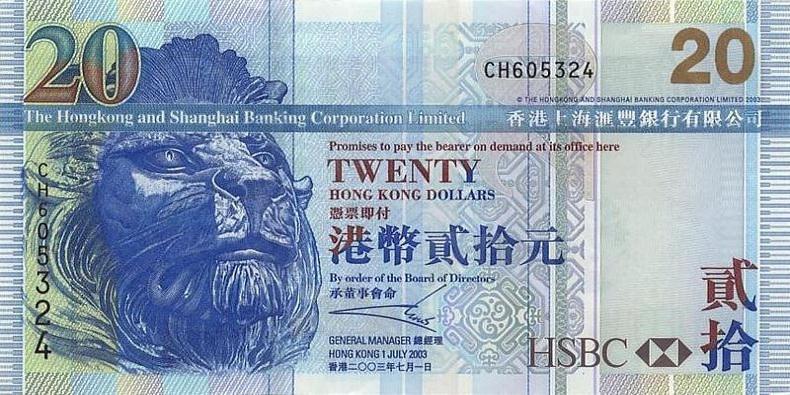 20
CH605324
20
© THE HONGKONG AND SHANGHAI BANKING CORPORATION LIMITED 2003
The Hongkong and Shanghai Banking Corporation Limited 香港上海滙豐銀行有限公司
Promises to pay the bearer on demand at its office here
TWENTY
HONG KONG DOLLARS
憑票即付
港幣貳拾元
By order of the Board of Directors
承董事會命
GENERAL MANAGER 總經理
HONG KONG 1 JULY 2003
香港二〇〇三年七月一日
CH605324
HSBC
貳拾